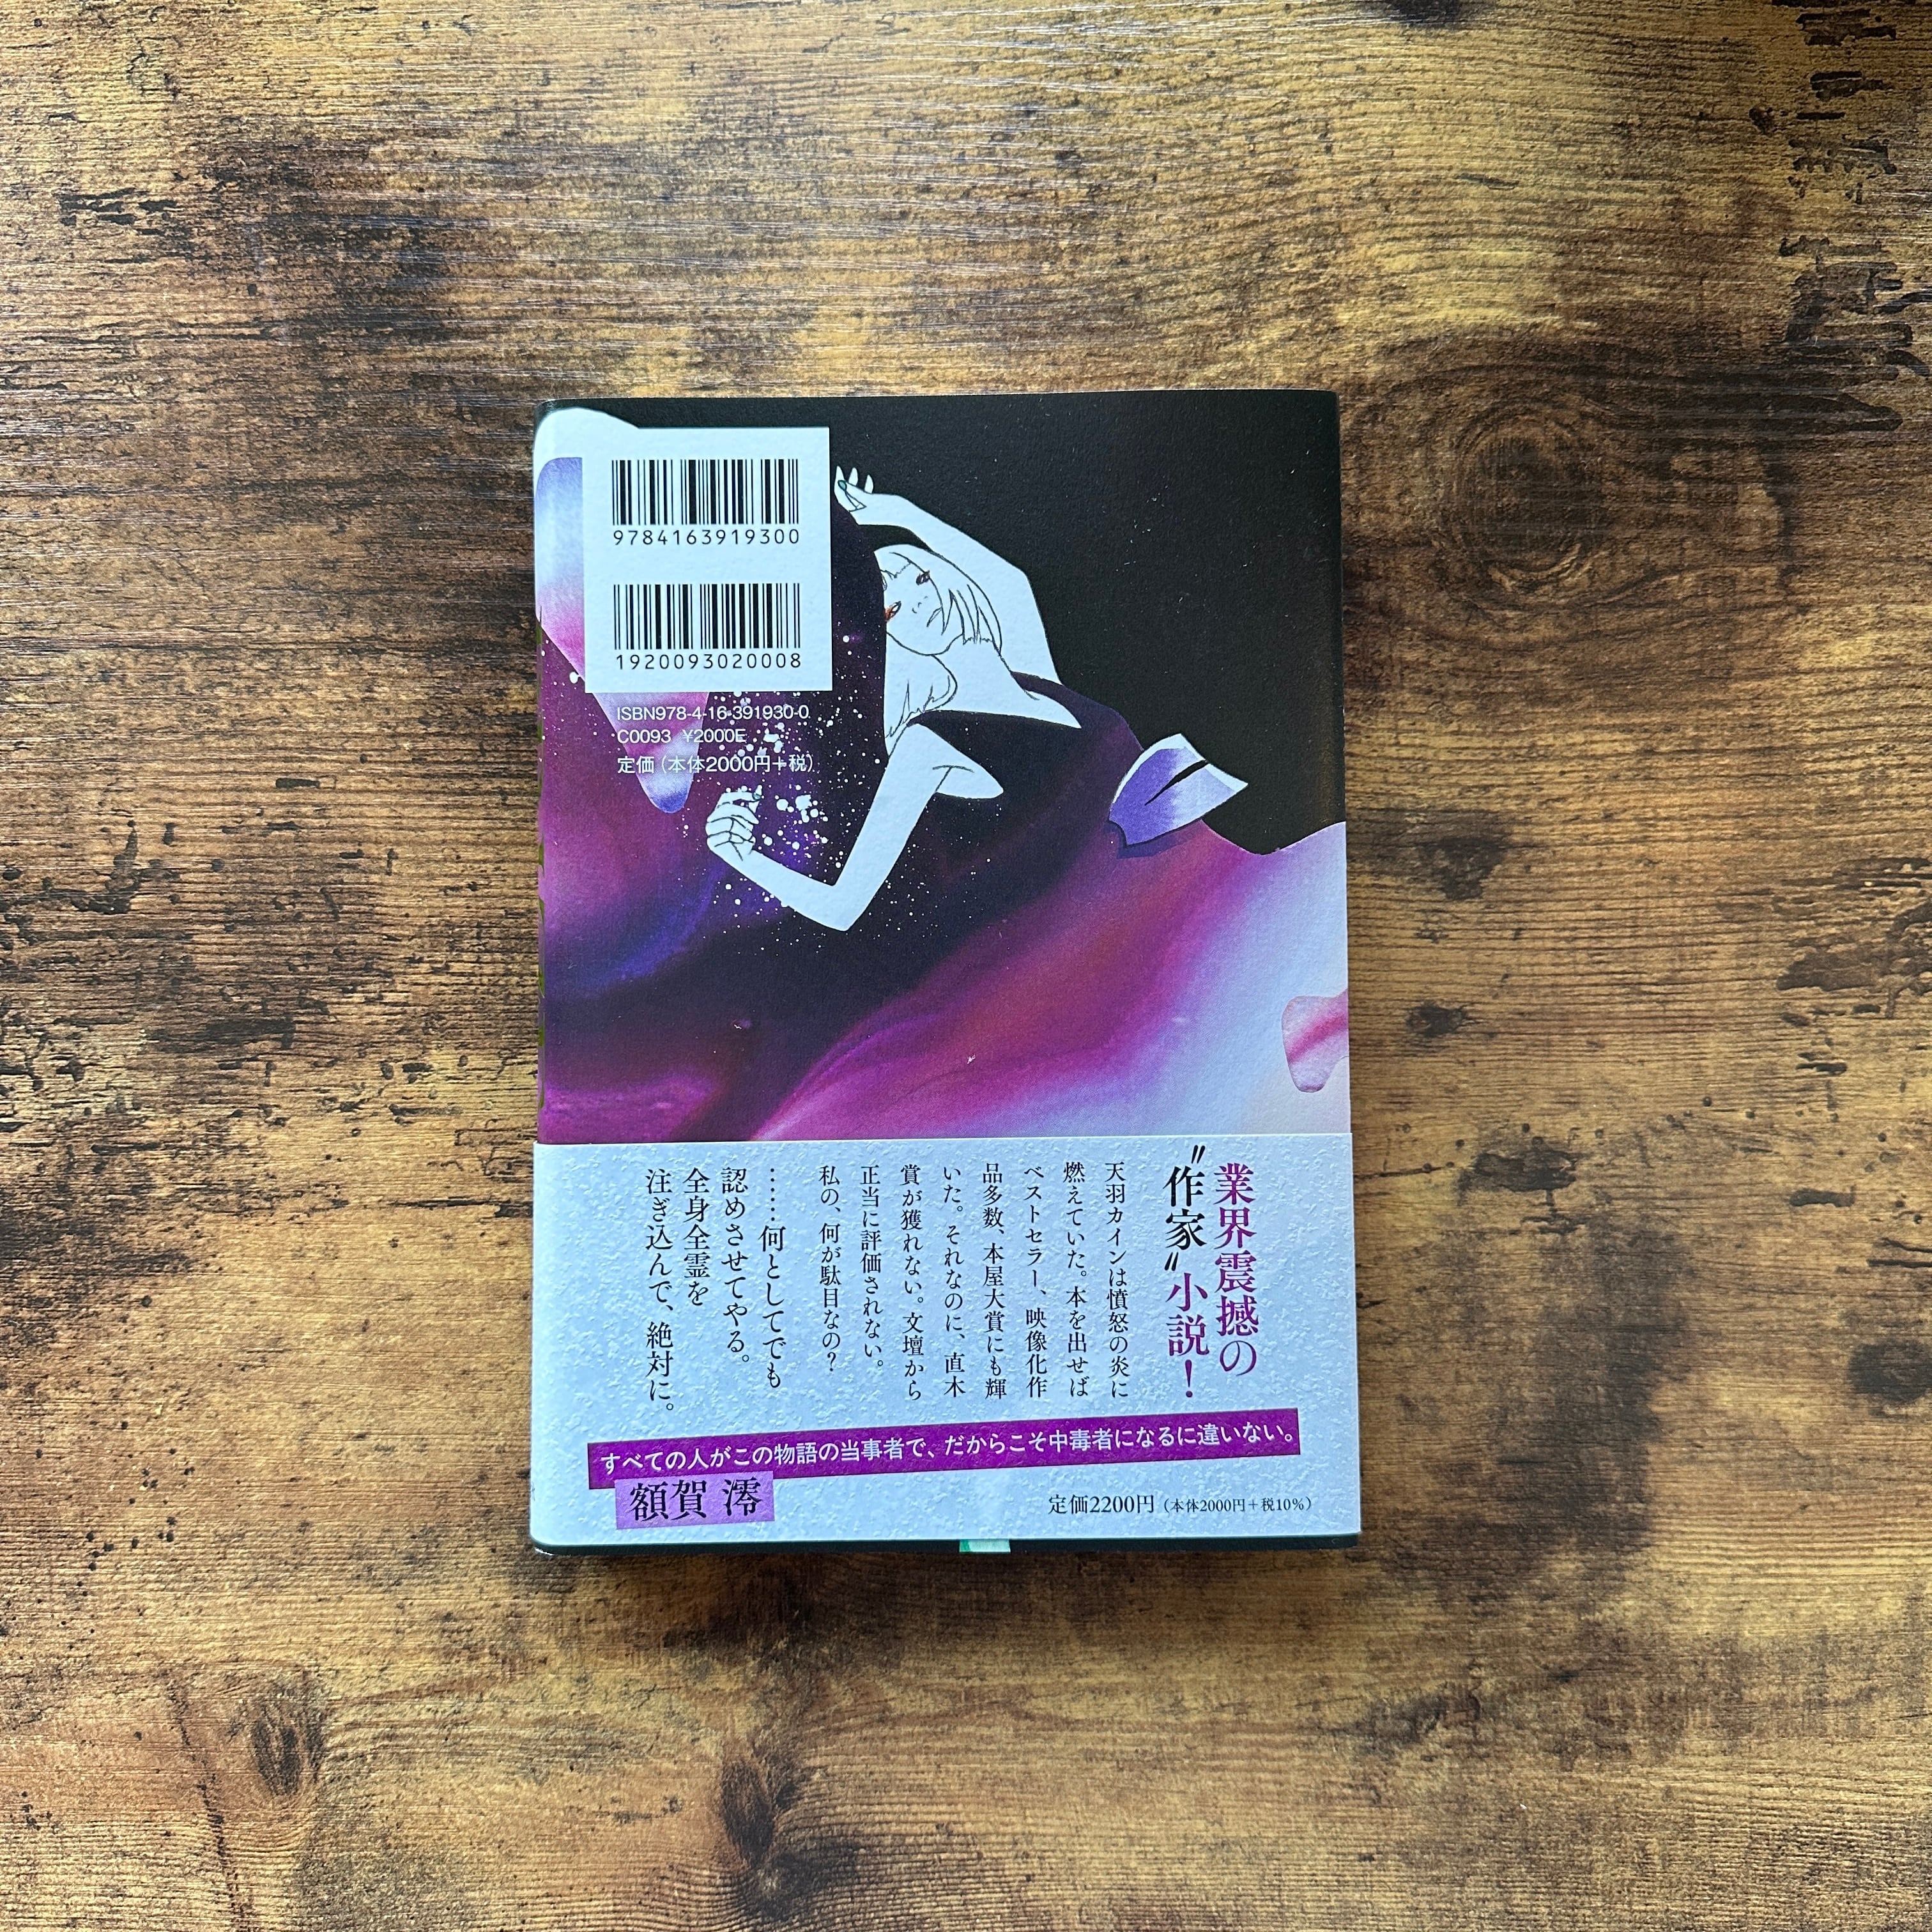 9784163919300
1920093020008
ISBN978-4-16-391930-0
C0093 ¥2000E
定価（本体2000円＋税）
業界震撼の
〝作家〟小説！
天羽カインは憤怒の炎に
燃えていた。本を出せば
ベストセラー、映像化作
品多数、本屋大賞にも輝
いた。それなのに、直木
賞が獲れない。文壇から
正当に評価されない。
私の、何が駄目なの？
……何としてでも
認めさせてやる。
全身全霊を
注ぎ込んで、絶対に。
すべての人がこの物語の当事者で、だからこそ中毒者になるに違いない。
額賀 澪
定価2200円（本体2000円＋税10％）